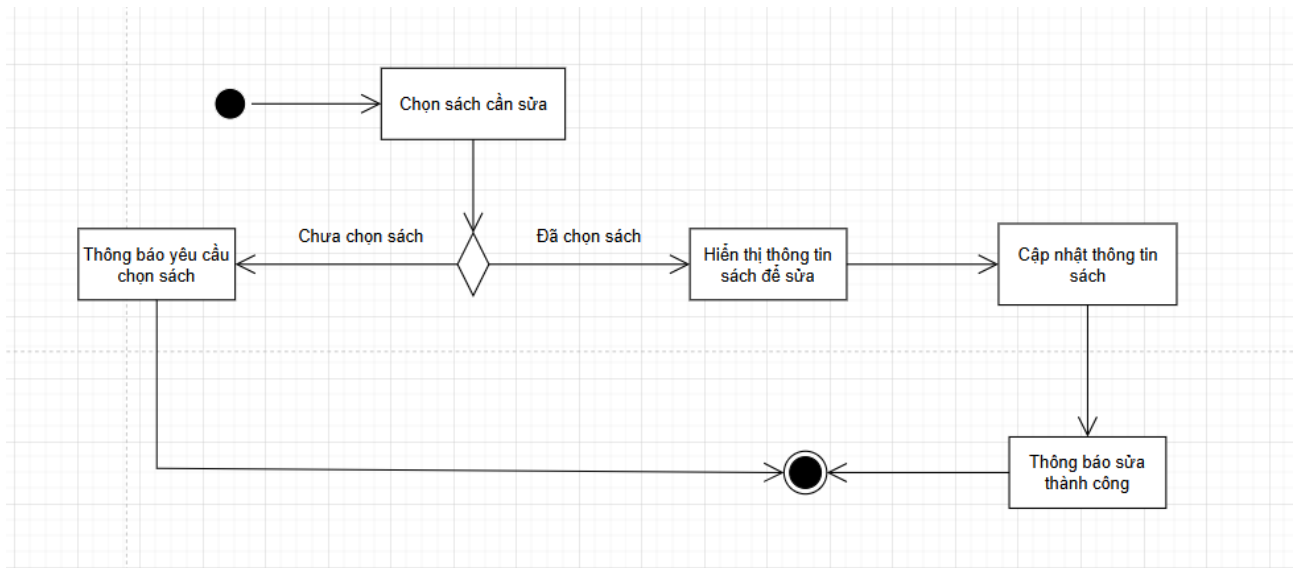 Chọn sách cần sửa
Chưa chọn sách
Đã chọn sách
Thông báo yêu cầu
chọn sách
Hiển thị thông tin
sách để sửa
Cập nhật thông tin
sách
Thông báo sửa
thành công